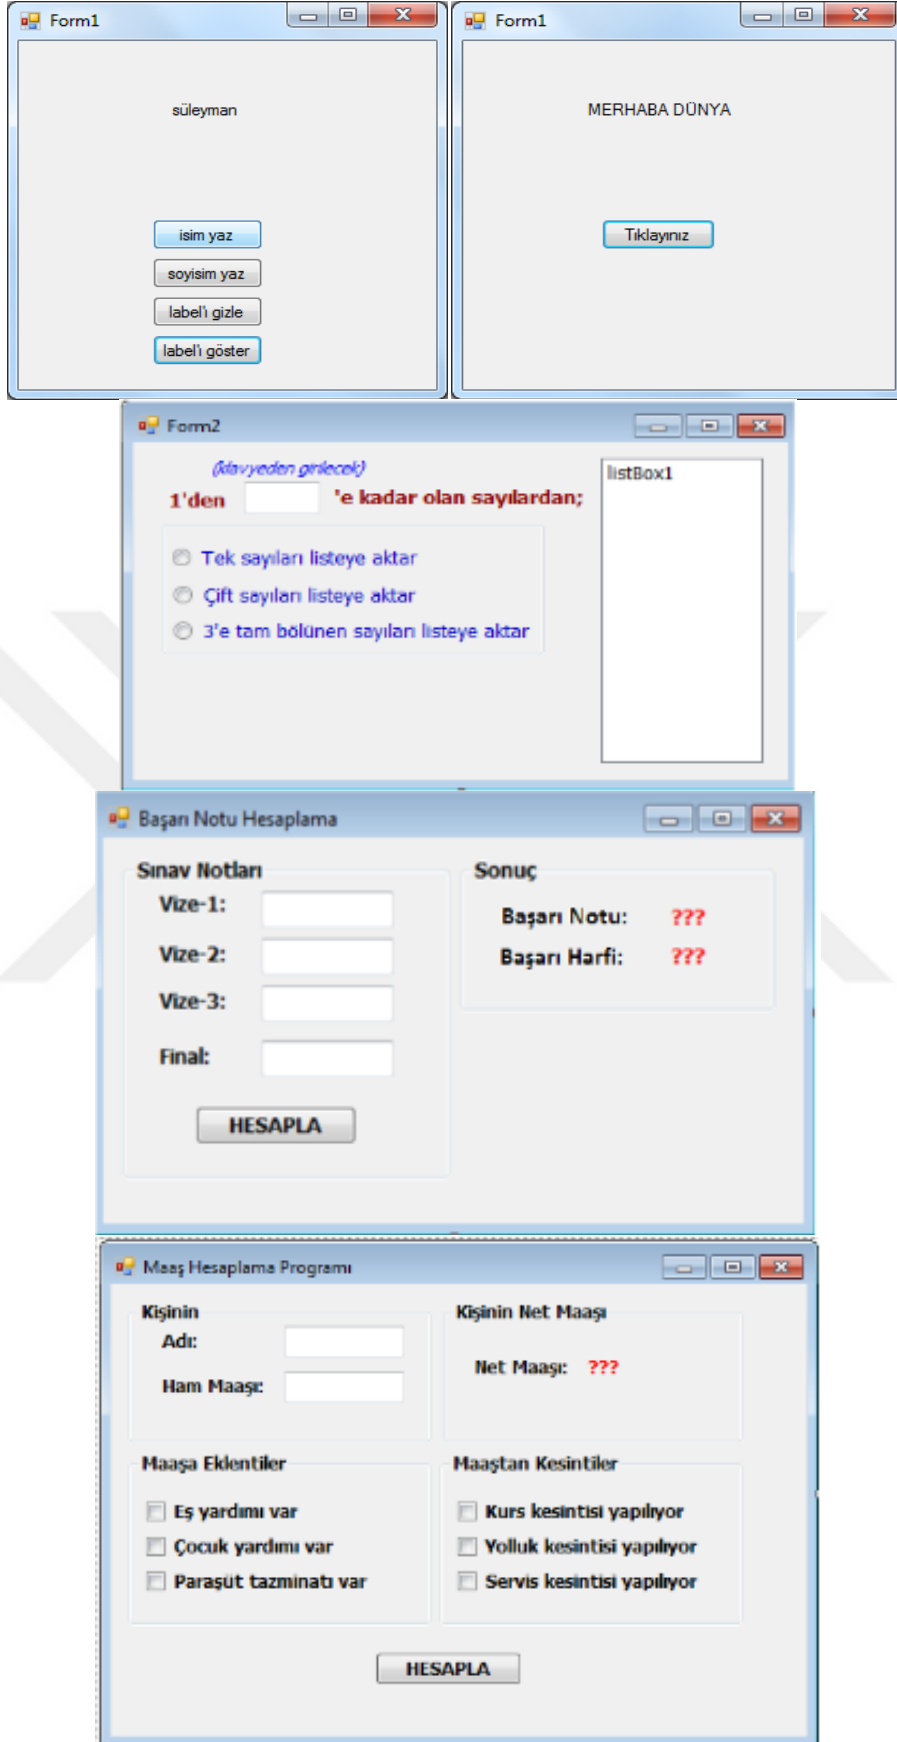 Form1
süleyman
isim yaz
soyisim yaz
label'ı gizle
label'ı göster
Form1
MERHABA DÜNYA
Tıklayınız
Form2
(klavyeden girilecek)
1'den 'e kadar olan sayılardan;
Tek sayıları listeye aktar
Çift sayıları listeye aktar
3'e tam bölünen sayıları listeye aktar
listBox1
Başarı Notu Hesaplama
Sınav Notları
Vize-1:
Vize-2:
Vize-3:
Final:
HESAPLA
Sonuç
Başarı Notu: ???
Başarı Harfi: ???
Maaş Hesaplama Programı
Kişinin
Adı:
Ham Maaşı:
Kişinin Net Maaşı
Net Maaşı: ???
Maaşa Eklentiler
Eş yardımı var
Çocuk yardımı var
Paraşüt tazminatı var
Maaştan Kesintiler
Kurs kesintisi yapılıyor
Yolluk kesintisi yapılıyor
Servis kesintisi yapılıyor
HESAPLA